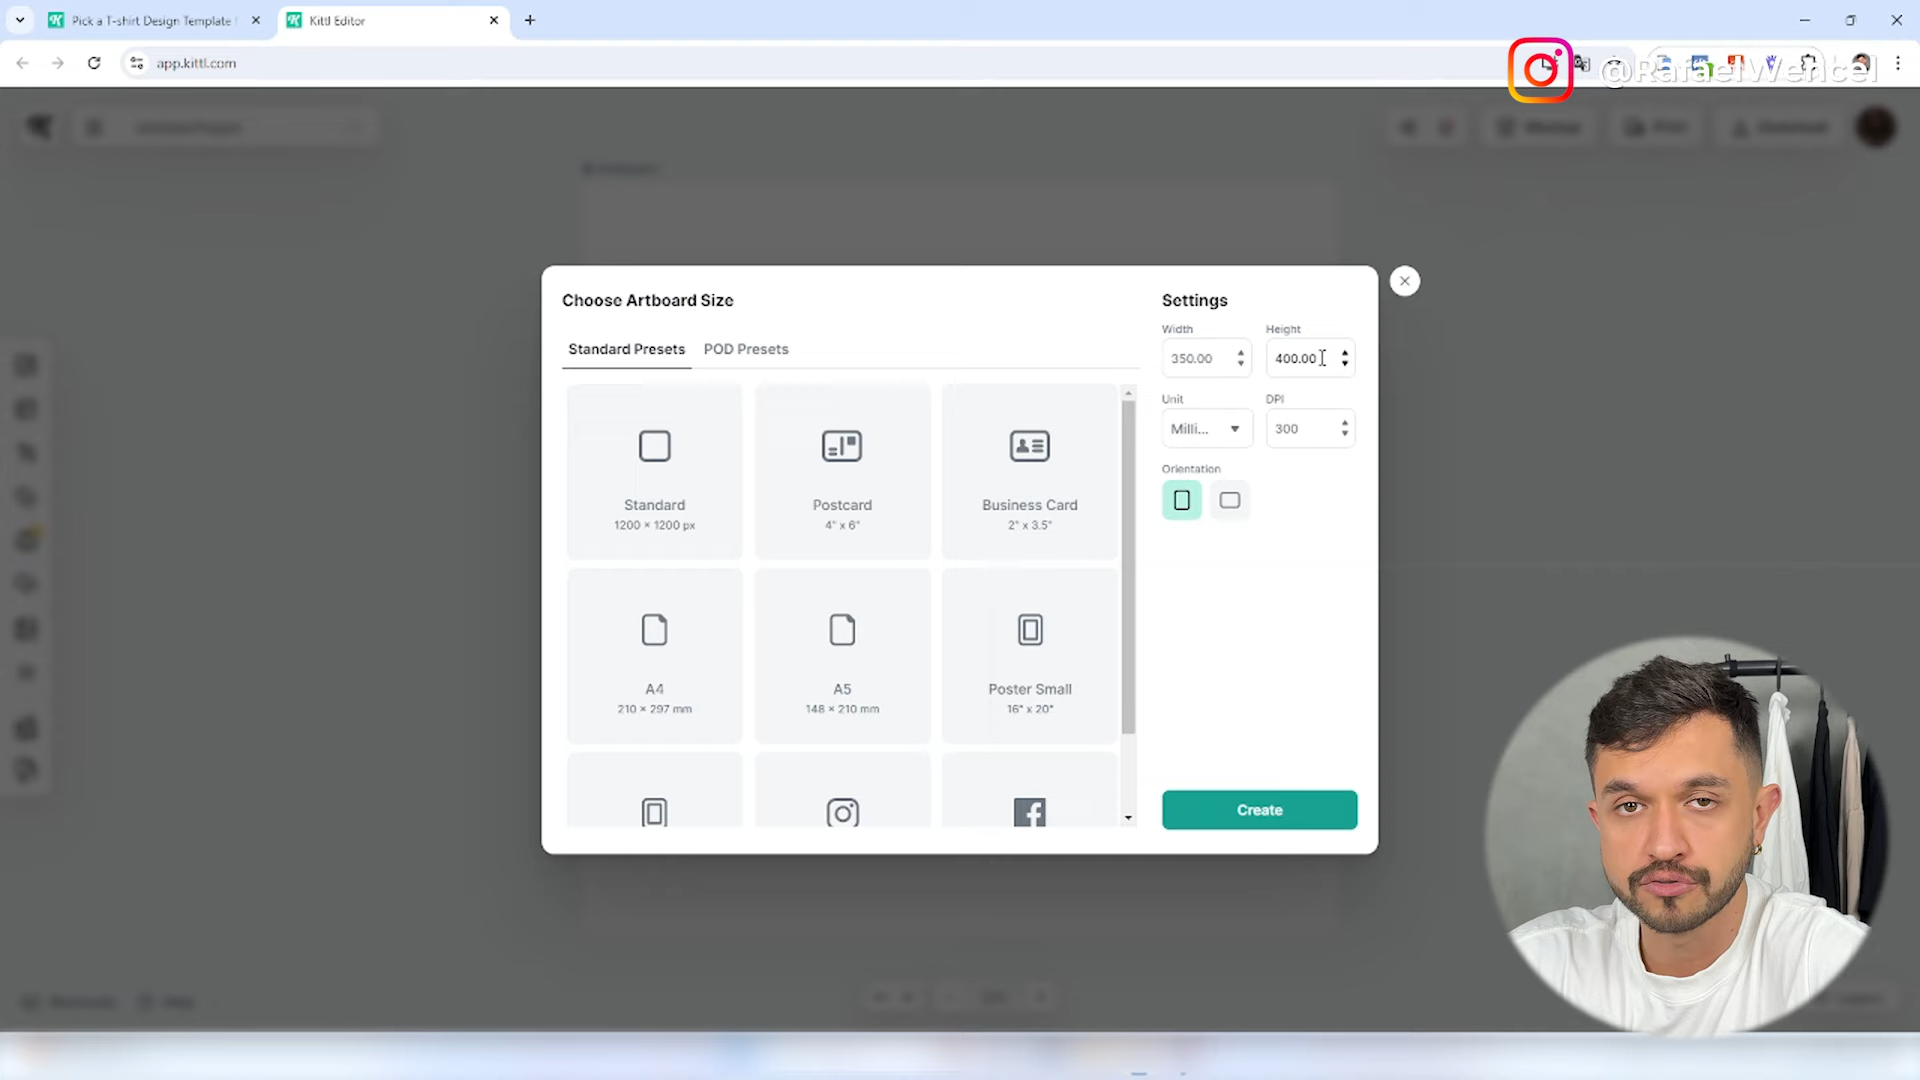 Pick a T-shirt Design Template
Kittl Editor
app.kittl.com
@RafaelWencel
Choose Artboard Size
Settings
Standard Presets
POD Presets
Width
Height
350.00
400.00
Unit
DPI
Milli...
300
Orientation
Standard
1200 × 1200 px
Postcard
4" x 6"
Business Card
2" x 3.5"
A4
210 × 297 mm
A5
148 × 210 mm
Poster Small
16" x 20"
Create